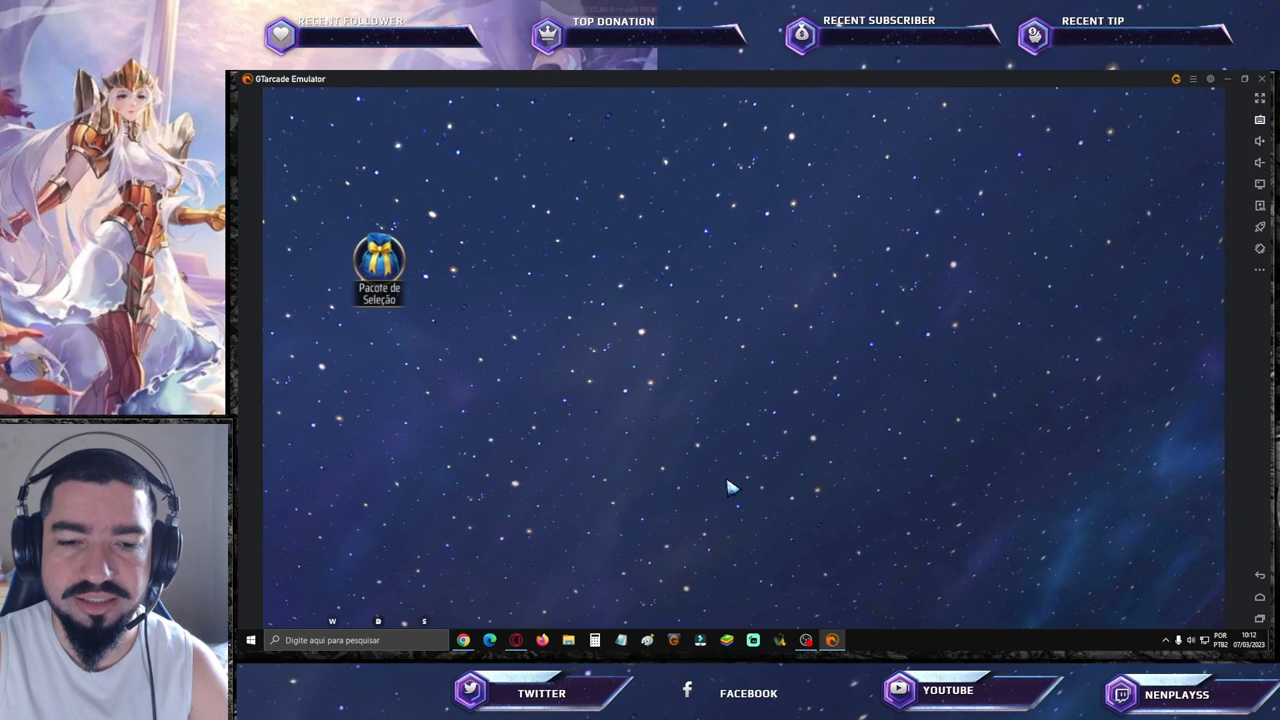 RECENT FOLLOWER
TOP DONATION
RECENT SUBSCRIBER
RECENT TIP
GTarcade Emulator
Pacote de
Seleção
W
D
S
Digite aqui para pesquisar
POR
PTB2
10:12
07/03/2023
TWITTER
FACEBOOK
YOUTUBE
NENPLAYSS